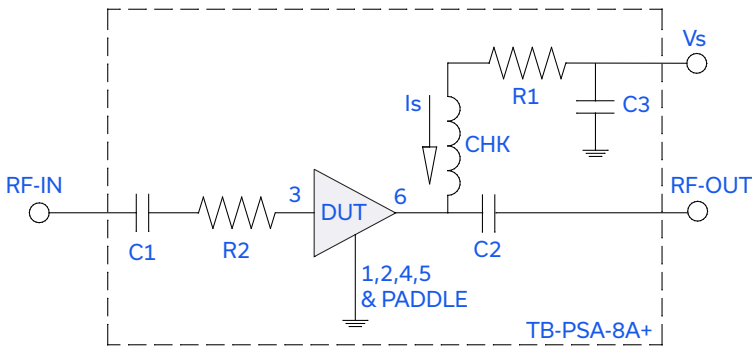 Vs
R1
C3
Is
CHK
RF-IN
3
6
RF-OUT
DUT
C1
R2
C2
1,2,4,5
& PADDLE
TB-PSA-8A+